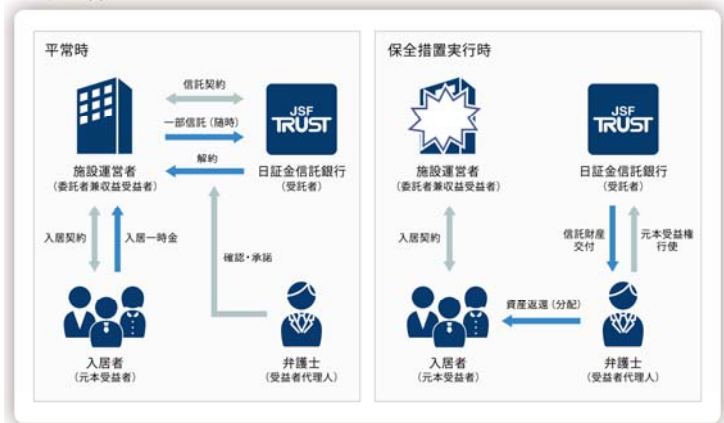 平常時
信託契約
一部信託（随時）
解約
JSF
TRUST
施設運営者
（委託者兼収益受益者）
日証金信託銀行
（受託者）
入居契約
入居一時金
確認・承諾
入居者
（元本受益者）
弁護士
（受益者代理人）
保全措置実行時
JSF
TRUST
施設運営者
（委託者兼収益受益者）
日証金信託銀行
（受託者）
入居契約
信託財産
交付
元本受益権
行使
資産返還（分配）
入居者
（元本受益者）
弁護士
（受益者代理人）